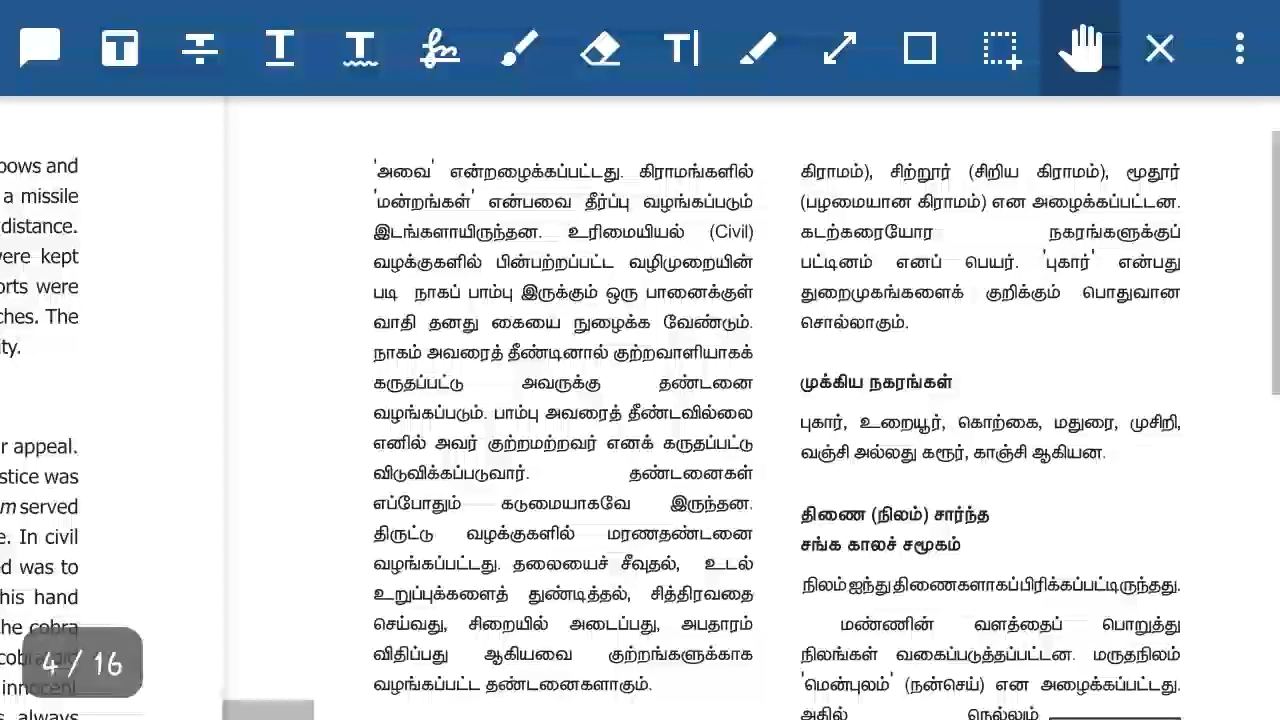 bows and
a missile
distance.
were kept
orts were
ches. The
ity.
r appeal.
stice was
m served
e. In civil
d was to
his hand
the cobra
innocent
s always
4 / 16
'அவை' என்றழைக்கப்பட்டது. கிராமங்களில்
'மன்றங்கள்' என்பவை தீர்ப்பு வழங்கப்படும்
இடங்களாயிருந்தன. உரிமையியல் (Civil)
வழக்குகளில் பின்பற்றப்பட்ட வழிமுறையின்
படி நாகப் பாம்பு இருக்கும் ஒரு பானைக்குள்
வாதி தனது கையை நுழைக்க வேண்டும்.
நாகம் அவரைத் தீண்டினால் குற்றவாளியாகக்
கருதப்பட்டு அவருக்கு தண்டனை
வழங்கப்படும். பாம்பு அவரைத் தீண்டவில்லை
எனில் அவர் குற்றமற்றவர் எனக் கருதப்பட்டு
விடுவிக்கப்படுவார். தண்டனைகள்
எப்போதும் கடுமையாகவே இருந்தன.
திருட்டு வழக்குகளில் மரணதண்டனை
வழங்கப்பட்டது. தலையைச் சீவுதல், உடல்
உறுப்புக்களைத் துண்டித்தல், சித்திரவதை
செய்வது, சிறையில் அடைப்பது, அபதாரம்
விதிப்பது ஆகியவை குற்றங்களுக்காக
வழங்கப்பட்ட தண்டனைகளாகும்.
கிராமம்), சிற்றூர் (சிறிய கிராமம்), மூதூர்
(பழமையான கிராமம்) என அழைக்கப்பட்டன.
கடற்கரையோர நகரங்களுக்குப்
பட்டினம் எனப் பெயர். 'புகார்' என்பது
துறைமுகங்களைக் குறிக்கும் பொதுவான
சொல்லாகும்.
முக்கிய நகரங்கள்
புகார், உறையூர், கொற்கை, மதுரை, முசிறி,
வஞ்சி அல்லது கரூர், காஞ்சி ஆகியன.
திணை (நிலம்) சார்ந்த
சங்க காலச் சமூகம்
நிலம் ஐந்து திணைகளாகப் பிரிக்கப்பட்டிருந்தது.
மண்ணின் வளத்தைப் பொறுத்து
நிலங்கள் வகைப்படுத்தப்பட்டன. மருதநிலம்
'மென்புலம்' (நன்செய்) என அழைக்கப்பட்டது.
அதில் நெல்லும்